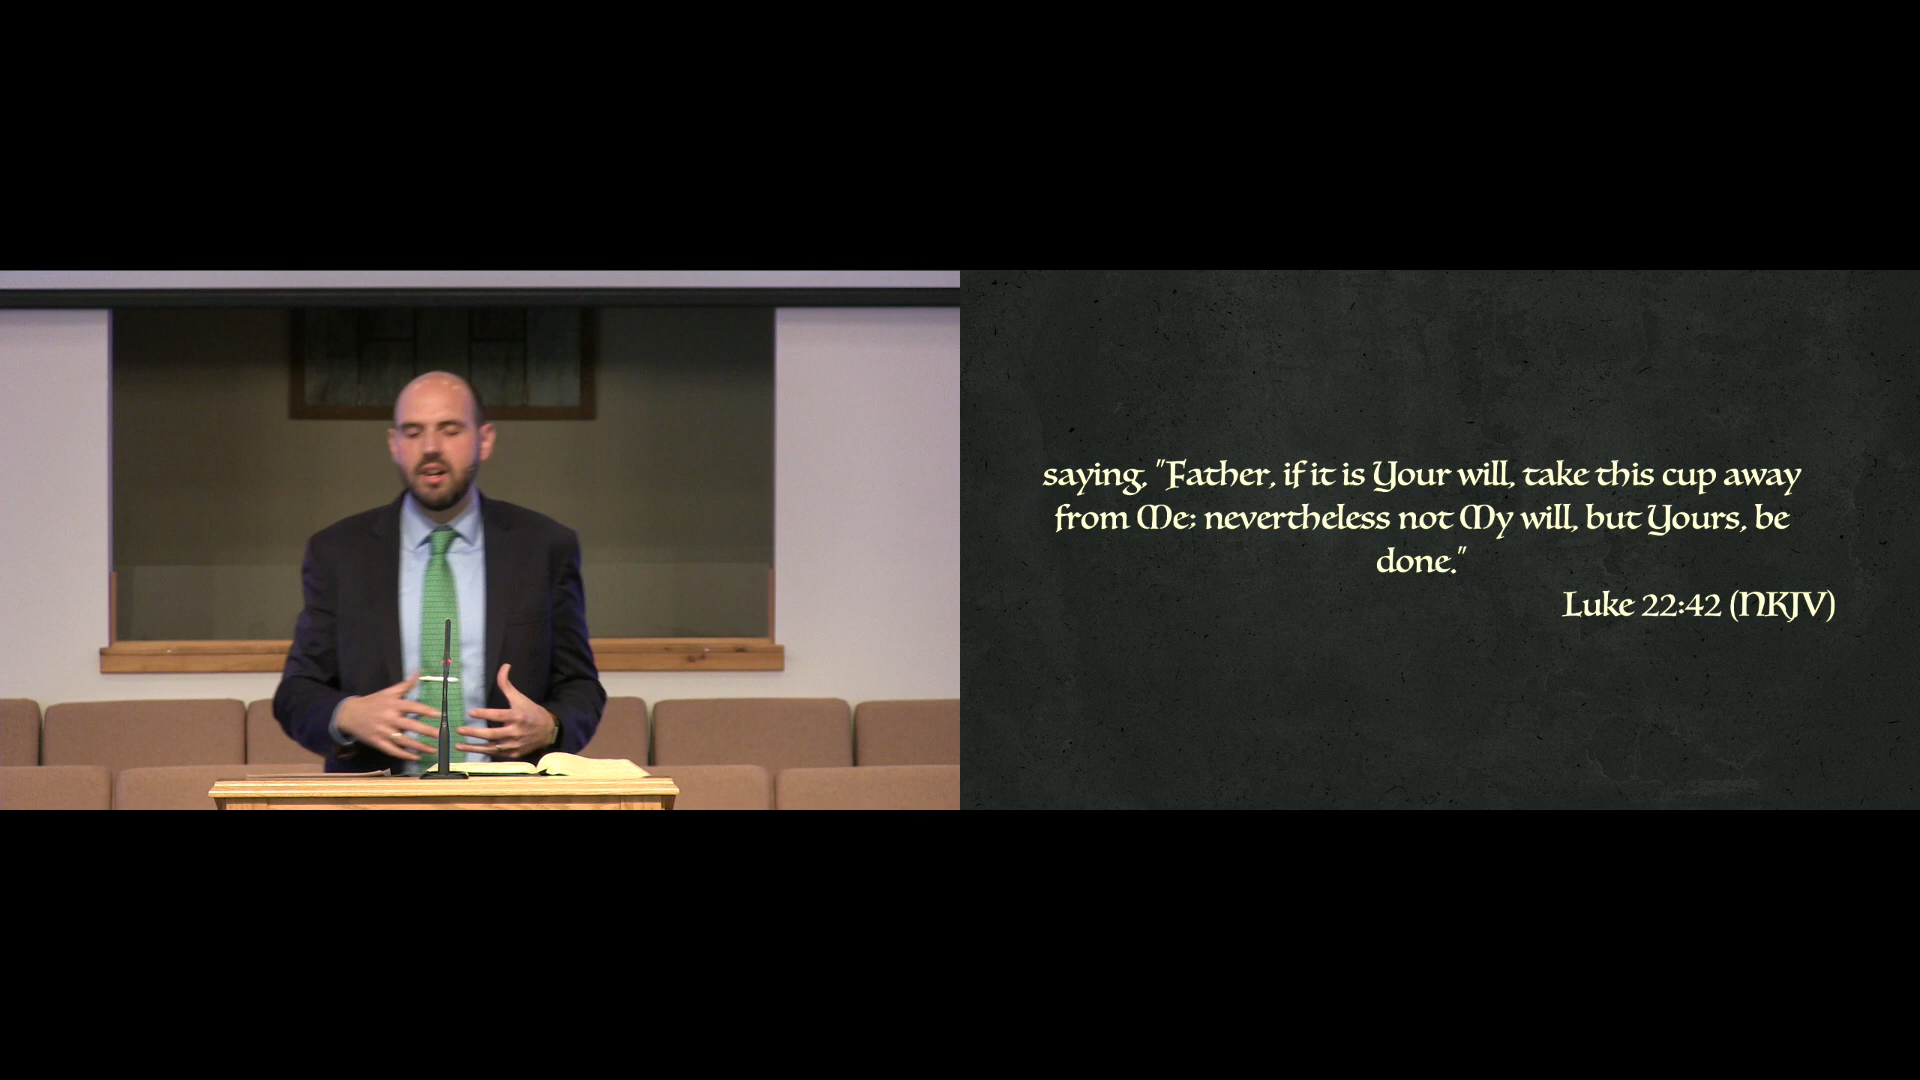 saying, "Father, if it is Your will, take this cup away
from Me; nevertheless not My will, but Yours, be
done."
Luke 22:42 (NKJV)